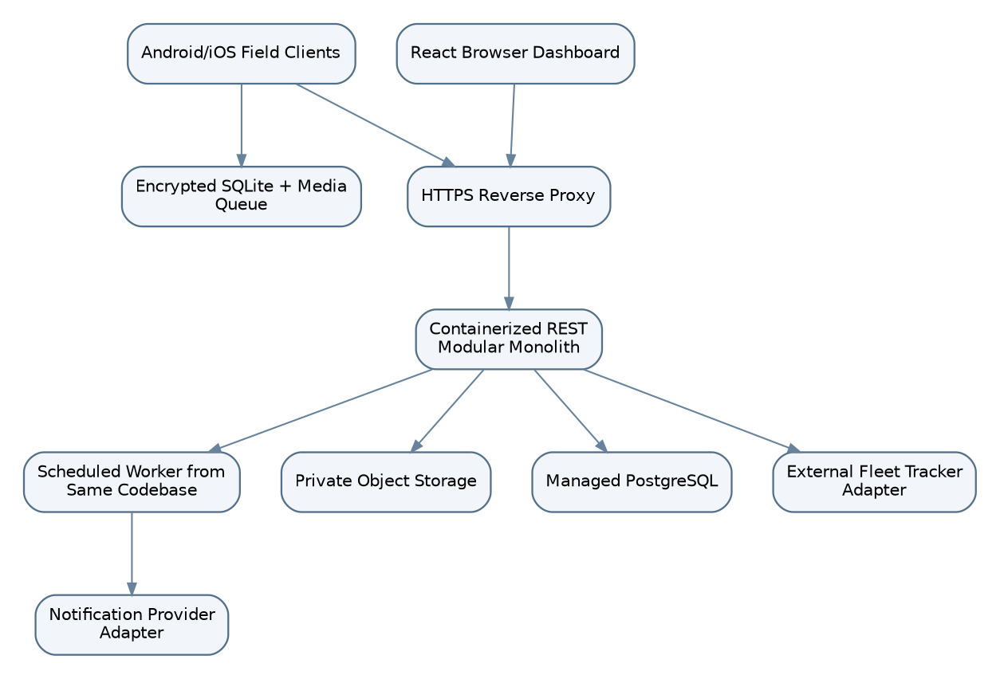 Android/iOS Field Clients
React Browser Dashboard
Encrypted SQLite + Media
Queue
HTTPS Reverse Proxy
Containerized REST
Modular Monolith
Scheduled Worker from
Same Codebase
Private Object Storage
Managed PostgreSQL
External Fleet Tracker
Adapter
Notification Provider
Adapter